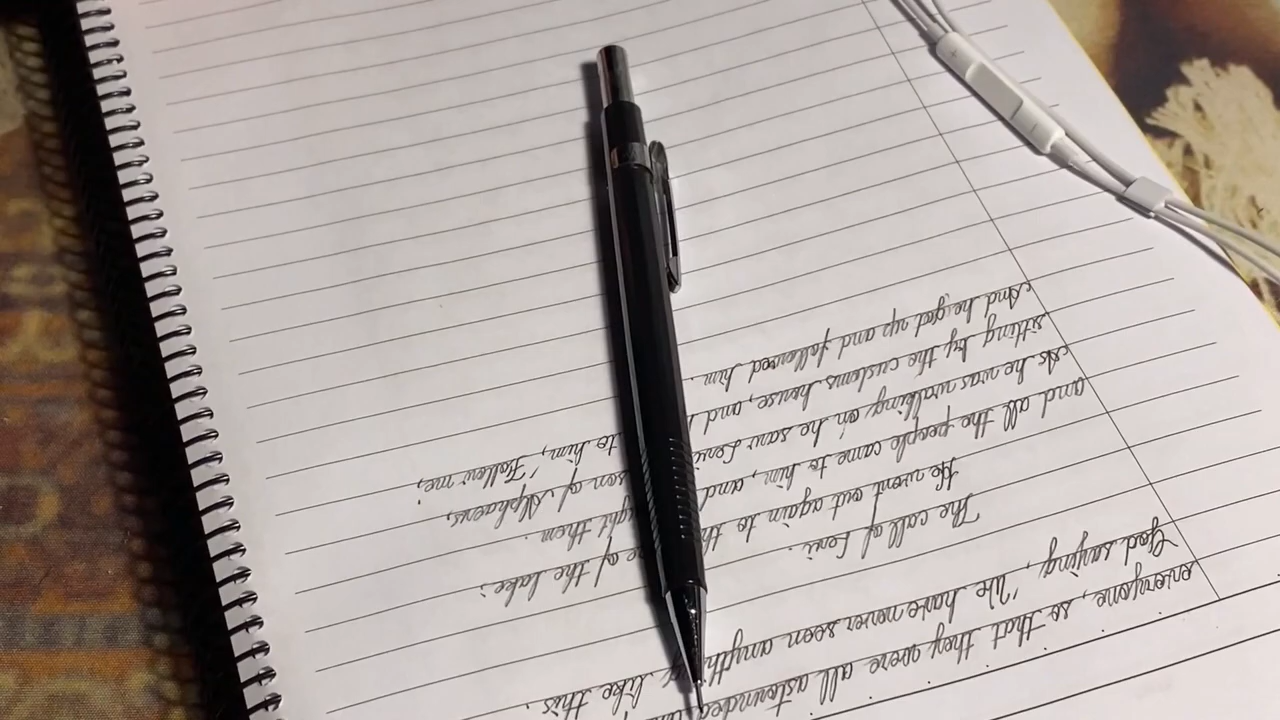 everyone, so that they were all astounded
God saying, 'We have never seen anything like this.
The call of Levi.
He went out again to the of the lake;
and all the people came to him, and them.
As he was walking on he saw Levi son of Alphaeus,
sitting by the customs house, and to him, 'Follow me,'
And he got up and followed him.